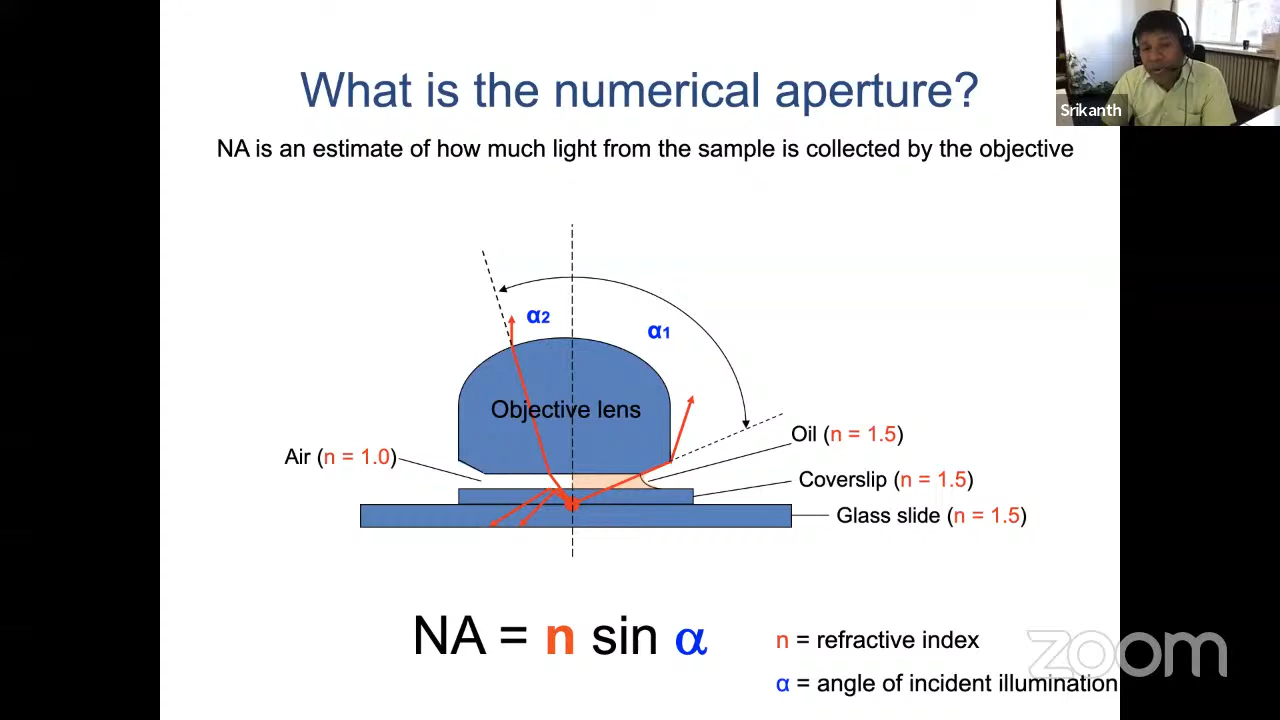 What is the numerical aperture?
Srikanth
NA is an estimate of how much light from the sample is collected by the objective
α2
α1
Objective lens
Air (n = 1.0)
Oil (n = 1.5)
Coverslip (n = 1.5)
Glass slide (n = 1.5)
NA = n sin α
n = refractive index
α = angle of incident illumination
zoom